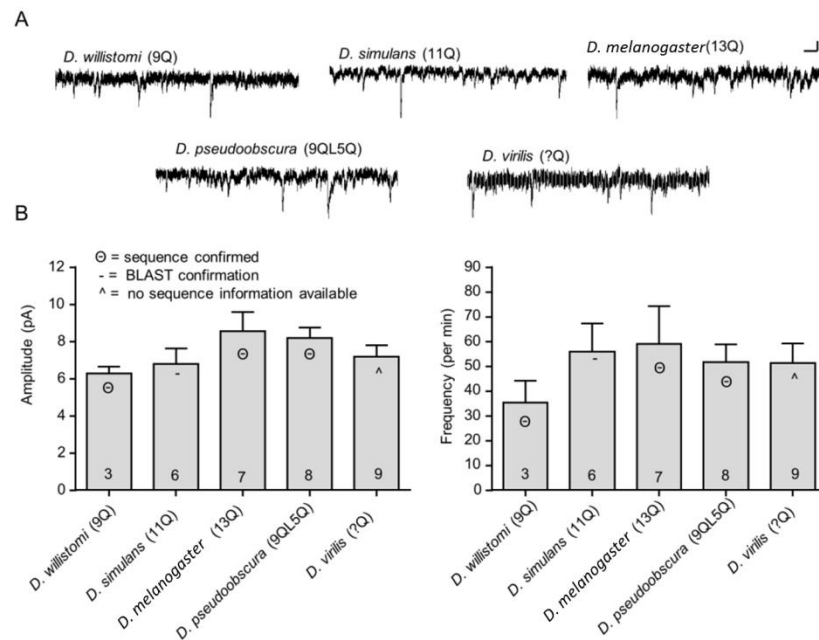 A
D. willistomi (9Q)
D. simulans (11Q)
D. melanogaster(13Q)
D. pseudoobscura (9QL5Q)
D. virilis (?Q)
B
Θ = sequence confirmed
- = BLAST confirmation
^ = no sequence information available
Amplitude (pA)
12
10
8
6
4
2
0
Θ
-
Θ
Θ
^
3
6
7
8
9
D. willistomi (9Q)
D. simulans (11Q)
D. melanogaster (13Q)
D. pseudoobscura (9QL5Q)
D. virilis (?Q)
Frequency (per min)
90
80
70
60
50
40
30
20
10
0
Θ
-
Θ
Θ
^
3
6
7
8
9
D. willistomi (9Q)
D. simulans (11Q)
D. melanogaster (13Q)
D. pseudoobscura (9QL5Q)
D. virilis (?Q)